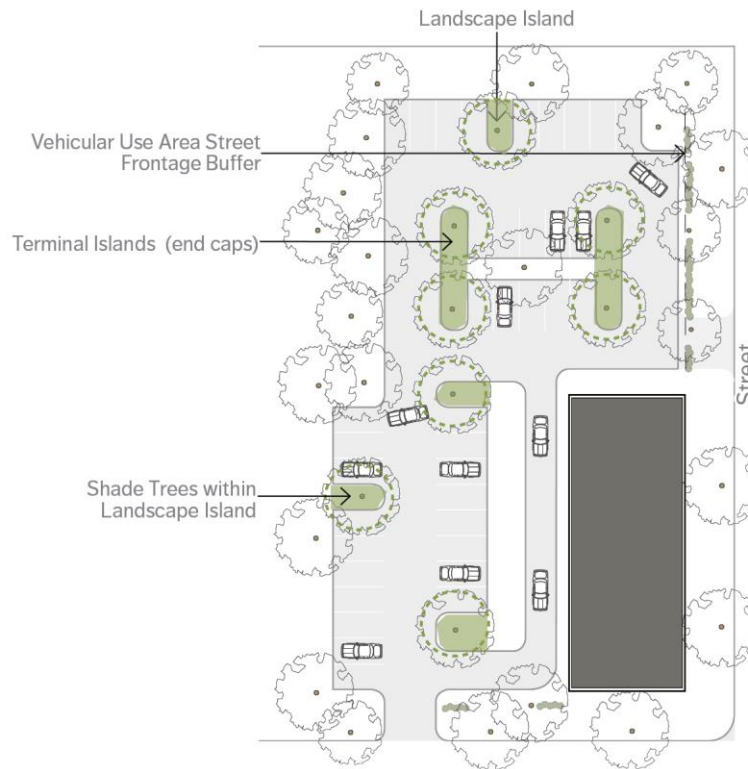 Landscape Island
Vehicular Use Area Street
Frontage Buffer
Terminal Islands (end caps)
Street
Shade Trees within
Landscape Island